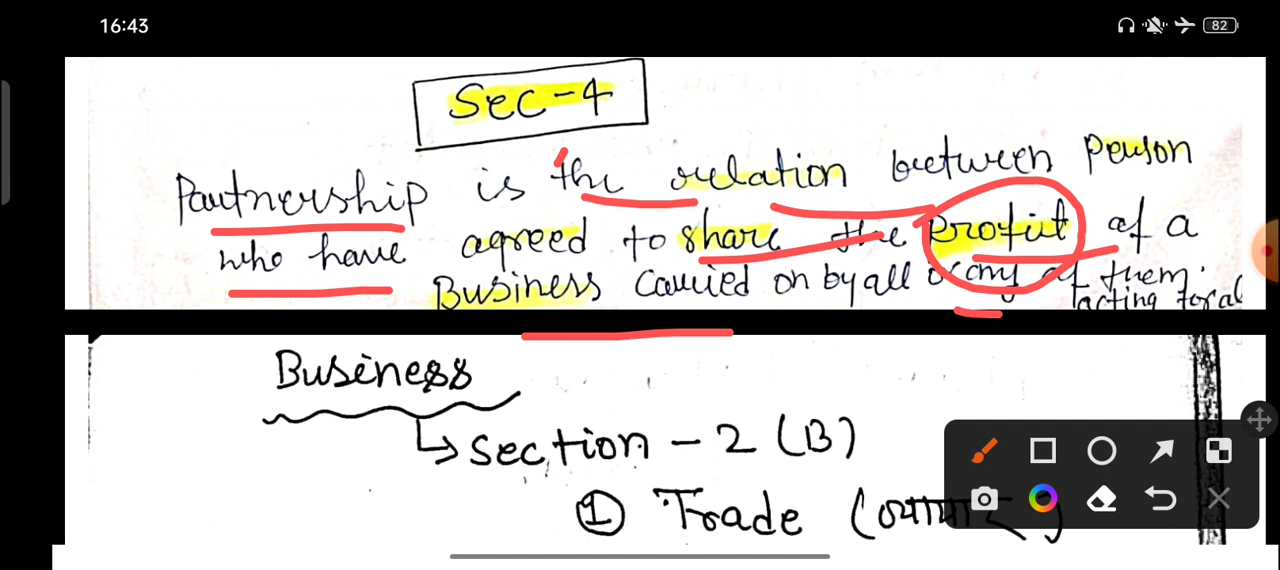 16:43
82
Sec-4
Partnership is the relation between person
who have agreed to share the profit of a
Business carried on by all or any of them
acting for al
Business
↳ Section - 2 (B)
① Trade (व्यापार)